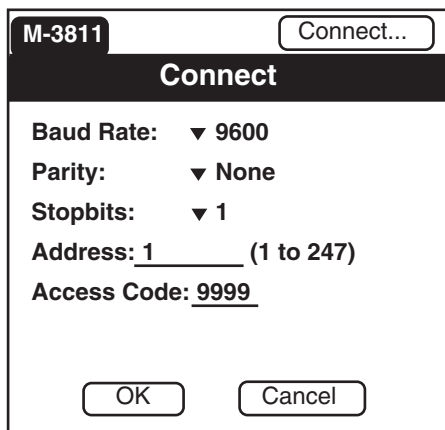 M-3811 Connect...
Connect
Baud Rate: ▼ 9600
Parity: ▼ None
Stopbits: ▼ 1
Address: 1 (1 to 247)
Access Code: 9999
OK Cancel